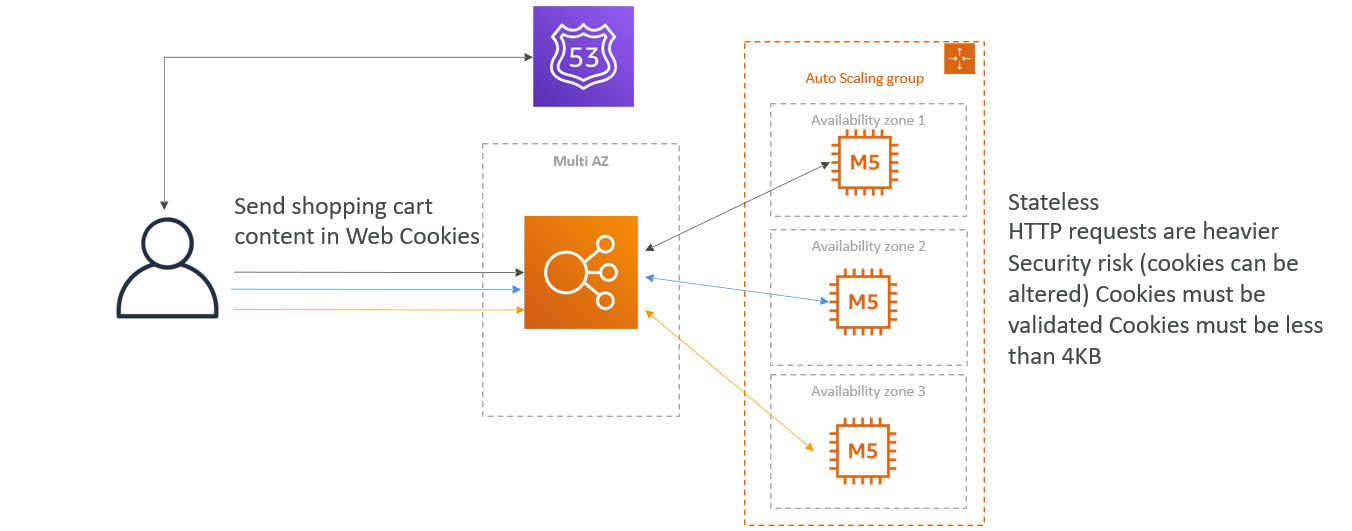 53
Auto Scaling group
Availability zone 1
M5
Multi AZ
Send shopping cart
content in Web Cookies
Availability zone 2
M5
Availability zone 3
M5
Stateless
HTTP requests are heavier
Security risk (cookies can be
altered) Cookies must be
validated Cookies must be less
than 4KB